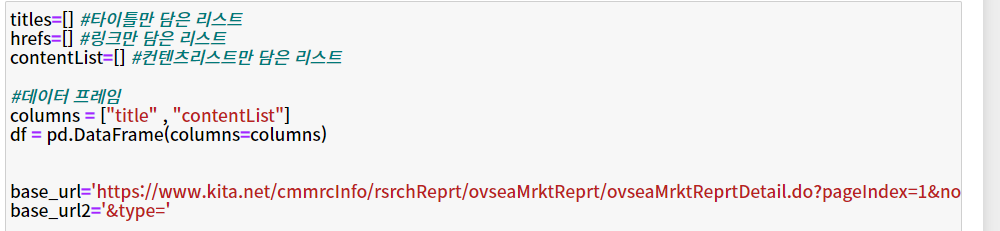 titles=[] #타이틀만 담은 리스트
hrefs=[] #링크만 담은 리스트
contentList=[] #컨텐츠리스트만 담은 리스트
#데이터 프레임
columns = ["title" , "contentList"]
df = pd.DataFrame(columns=columns)
base_url='https://www.kita.net/cmmrcInfo/rsrchReprt/ovseaMrktReprt/ovseaMrktReprtDetail.do?pageIndex=1&no
base_url2='&type='